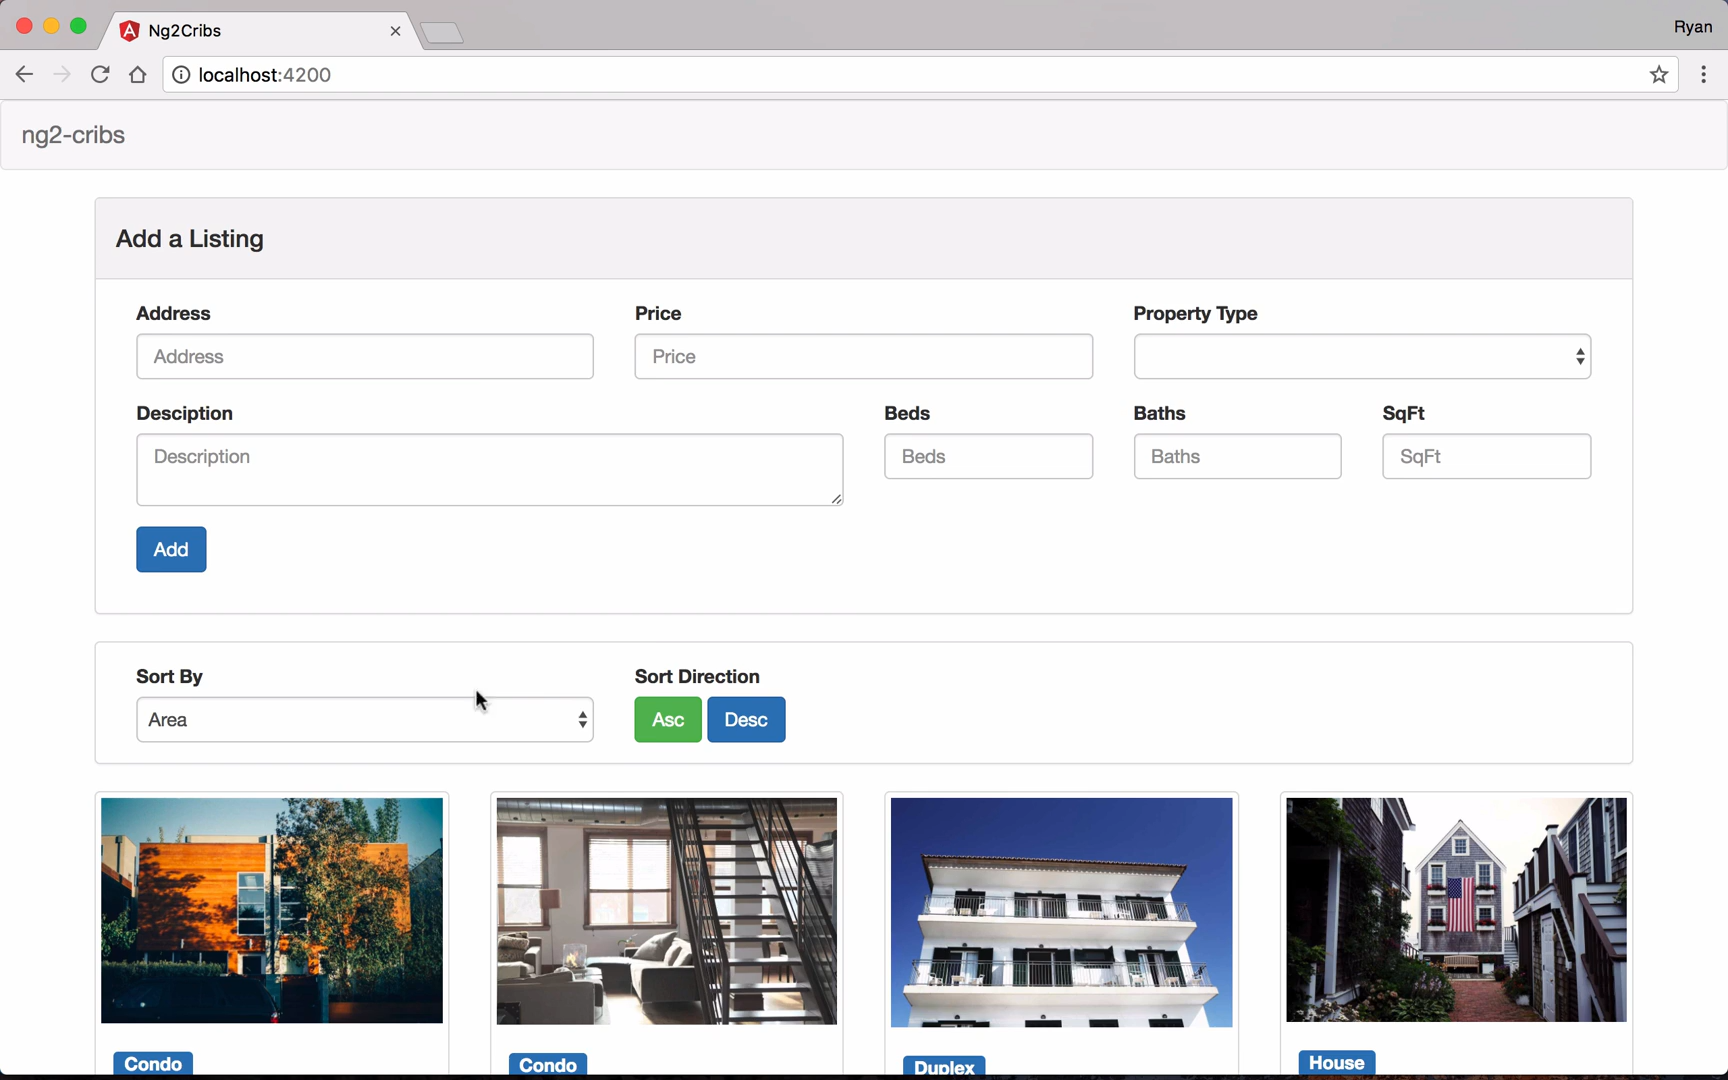 Ng2Cribs
Ryan
localhost:4200
ng2-cribs
Add a Listing
Address
Price
Property Type
Address
Price
Desciption
Beds
Baths
SqFt
Description
Beds
Baths
SqFt
Add
Sort By
Sort Direction
Area
Asc
Desc
Condo
Condo
Duplex
House